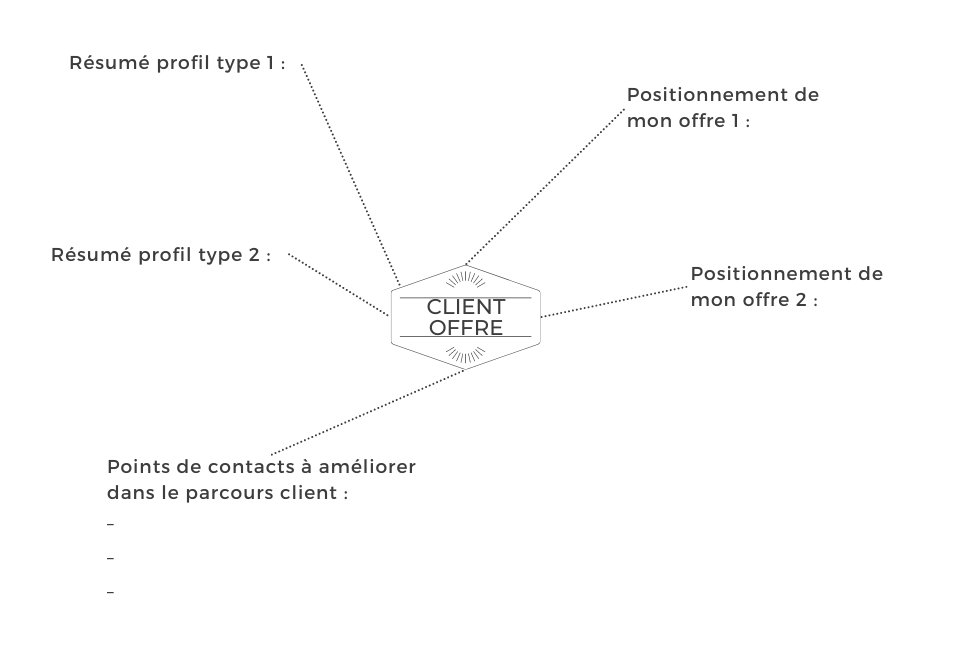 Résumé profil type 1 :
Positionnement de
mon offre 1 :
Résumé profil type 2 :
Positionnement de
mon offre 2 :
CLIENT
OFFRE
Points de contacts à améliorer
dans le parcours client :
–
–
–